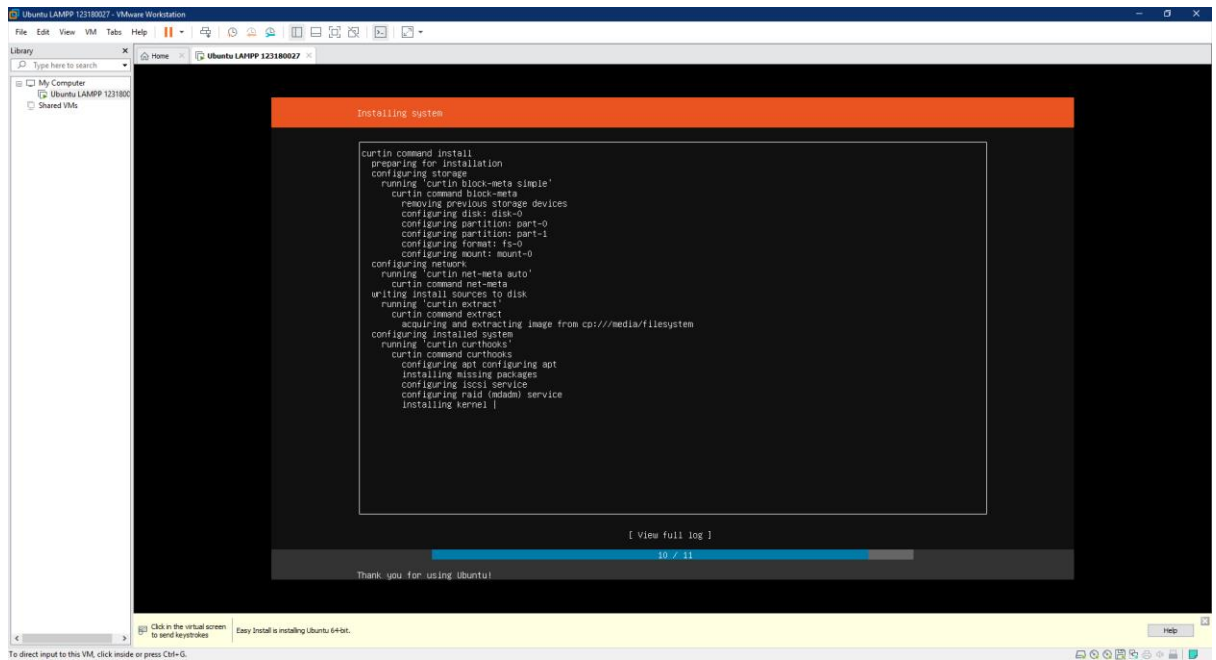 Ubuntu LAMPP 123180027 - VMware Workstation
File Edit View VM Tabs Help
Library
Type here to search
My Computer
Ubuntu LAMPP 1231800
Shared VMs
Home
Ubuntu LAMPP 123180027
Installing system
curtin command install
preparing for installation
configuring storage
running 'curtin block-meta simple'
curtin command block-meta
removing previous storage devices
configuring disk: disk-0
configuring partition: part-0
configuring partition: part-1
configuring format: fs-0
configuring mount: mount-0
configuring network
running 'curtin net-meta auto'
curtin command net-meta
writing install sources to disk
running 'curtin extract'
curtin command extract
acquiring and extracting image from cp:///media/filesystem
configuring installed system
running 'curtin curthooks'
curtin command curthooks
configuring apt configuring apt
installing missing packages
configuring iscsi service
configuring raid (mdadm) service
installing kernel |
[ View full log ]
10 / 11
Thank you for using Ubuntu!
Click in the virtual screen
to send keystrokes
Easy Install is installing Ubuntu 64-bit.
Help
To direct input to this VM, click inside or press Ctrl+G.